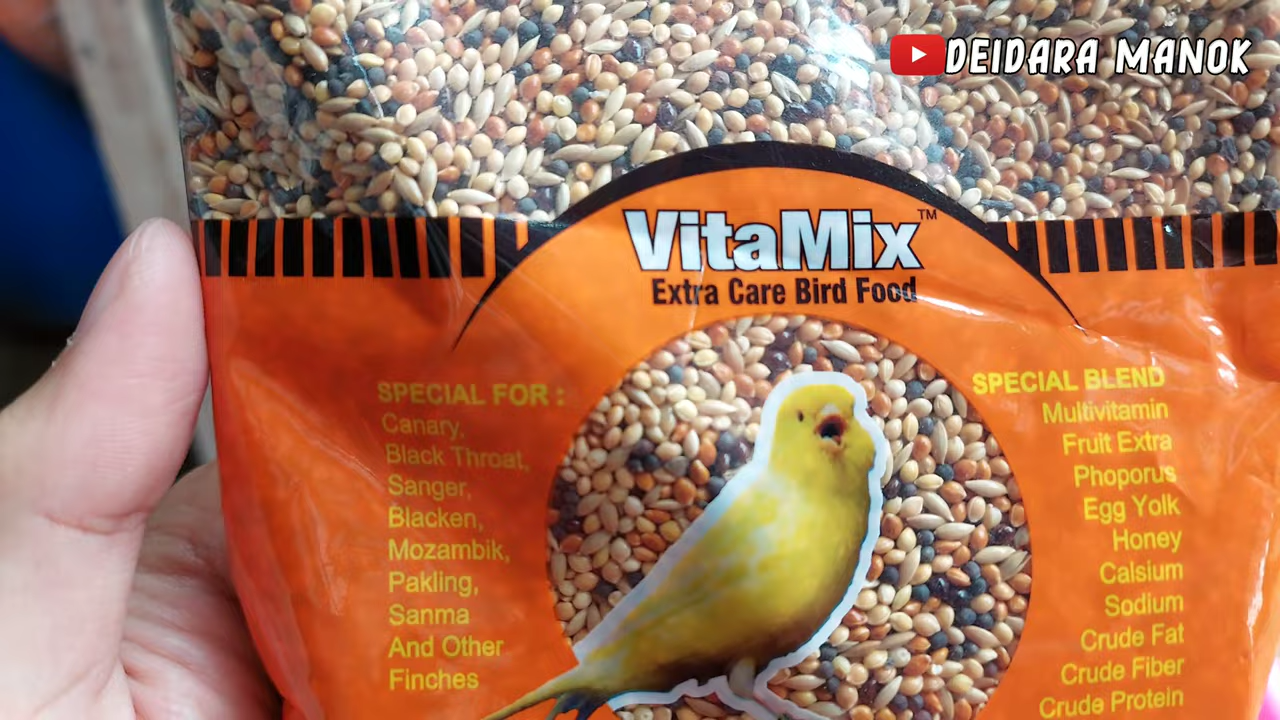 DEIDARA MANOK
VitaMix™
Extra Care Bird Food
SPECIAL FOR :
Canary,
Black Throat,
Sanger,
Blacken,
Mozambik,
Pakling,
Sanma
And Other
Finches
SPECIAL BLEND
Multivitamin
Fruit Extra
Phoporus
Egg Yolk
Honey
Calsium
Sodium
Crude Fat
Crude Fiber
Crude Protein